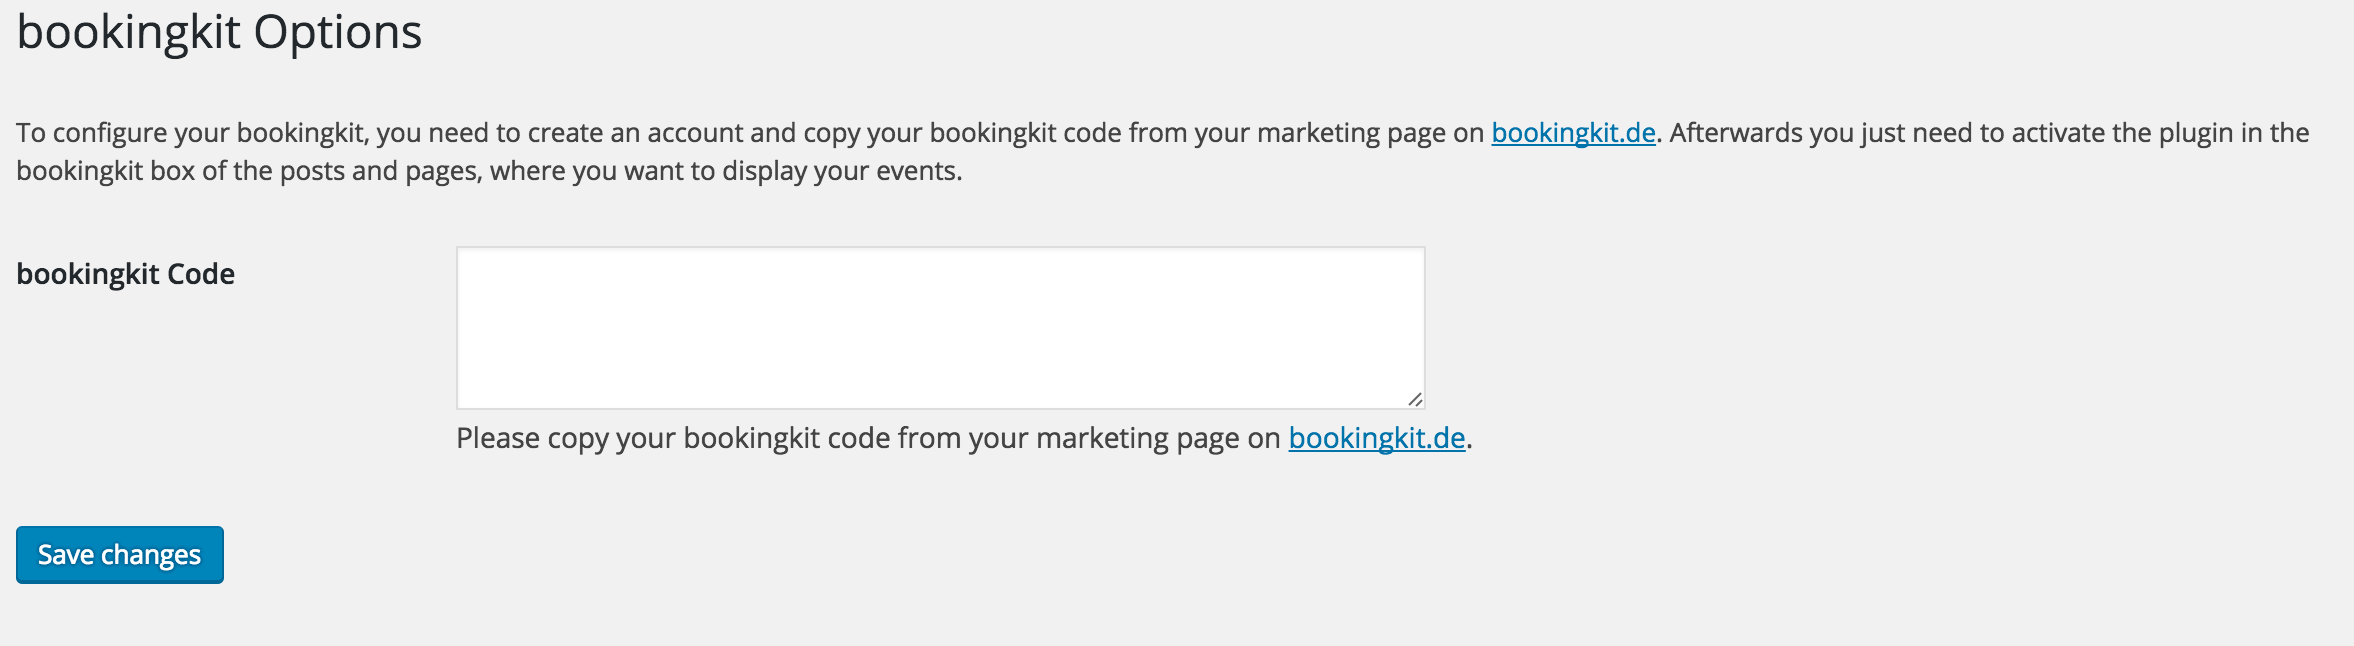 bookingkit Options
To configure your bookingkit, you need to create an account and copy your bookingkit code from your marketing page on bookingkit.de. Afterwards you just need to activate the plugin in the
bookingkit box of the posts and pages, where you want to display your events.
bookingkit Code
Please copy your bookingkit code from your marketing page on bookingkit.de.
Save changes